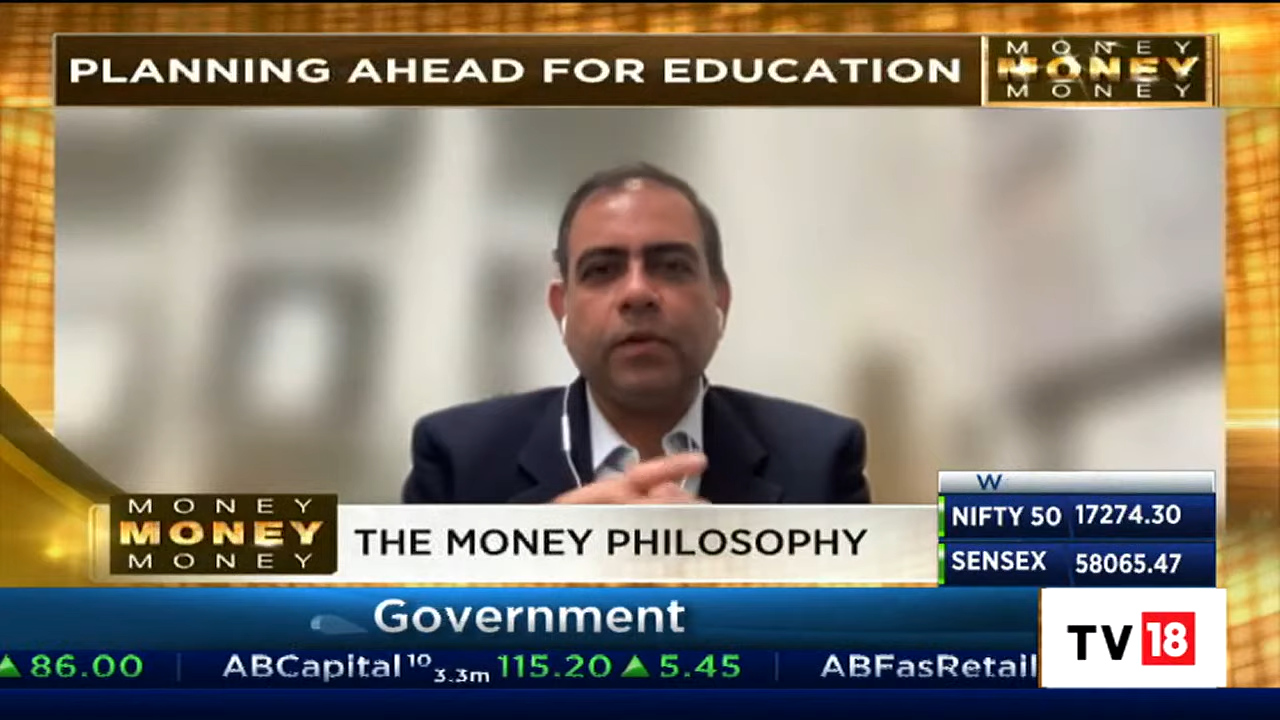 PLANNING AHEAD FOR EDUCATION
MONEY
MONEY
MONEY
MONEY
MONEY
MONEY
THE MONEY PHILOSOPHY
W
NIFTY 50 17274.30
SENSEX 58065.47
Government
TV18
▲86.00 ABCapital 10 3.3m 115.20 ▲ 5.45 ABFasRetail